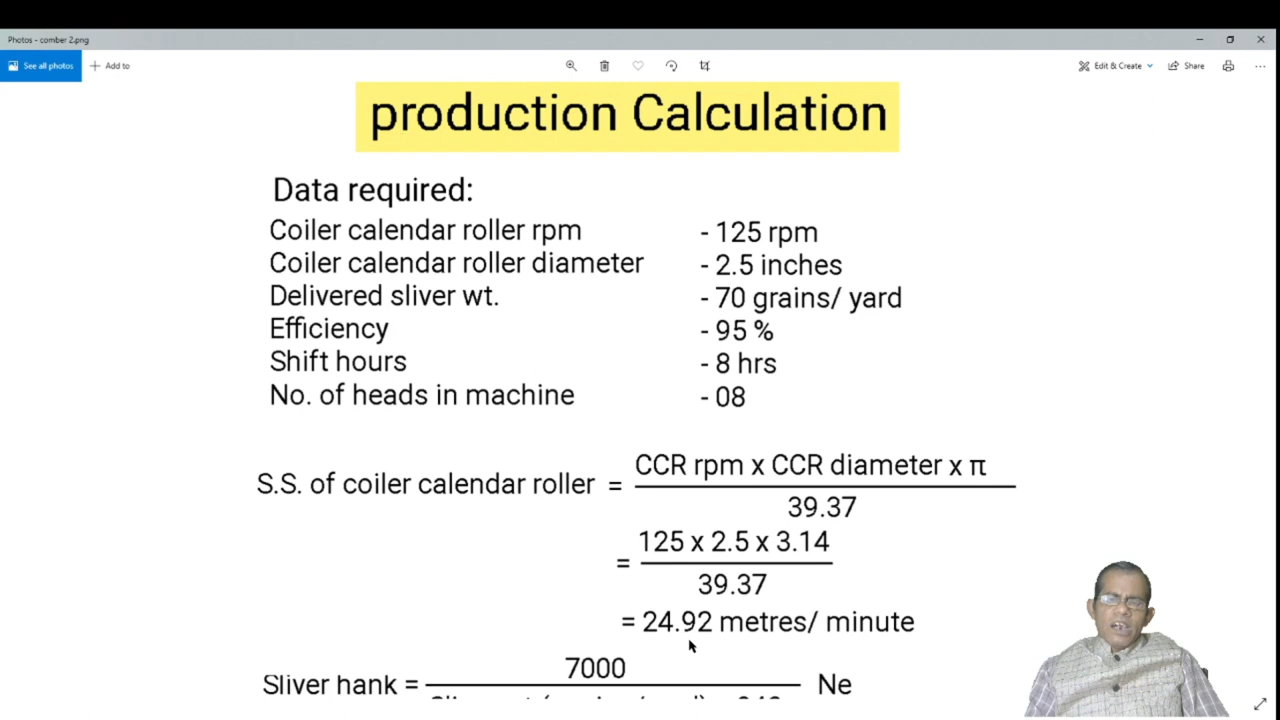 Photos - comber 2.png
See all photos + Add to Edit & Create Share
production Calculation
Data required:
Coiler calendar roller rpm - 125 rpm
Coiler calendar roller diameter - 2.5 inches
Delivered sliver wt. - 70 grains/ yard
Efficiency - 95 %
Shift hours - 8 hrs
No. of heads in machine - 08
CCR rpm x CCR diameter x π
S.S. of coiler calendar roller =
39.37
125 x 2.5 x 3.14
=
39.37
= 24.92 metres/ minute
7000
Sliver hank = Ne